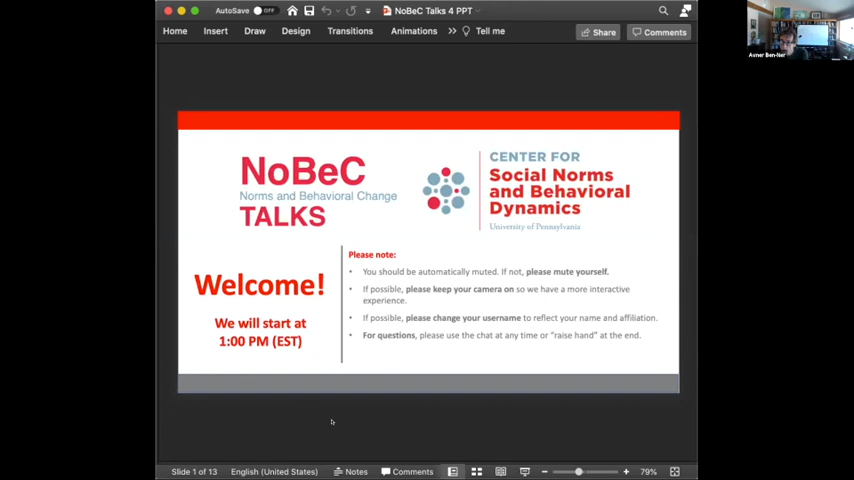 AutoSave OFF
NoBeC Talks 4 PPT
Home Insert Draw Design Transitions Animations Tell me Share Comments
Avner Ben-Ner
NoBeC
Norms and Behavioral Change
TALKS
CENTER FOR
Social Norms
and Behavioral
Dynamics
University of Pennsylvania
Welcome!
We will start at
1:00 PM (EST)
Please note:
• You should be automatically muted. If not, please mute yourself.
• If possible, please keep your camera on so we have a more interactive
experience.
• If possible, please change your username to reflect your name and affiliation.
• For questions, please use the chat at any time or “raise hand” at the end.
Slide 1 of 13 English (United States) Notes Comments 79%